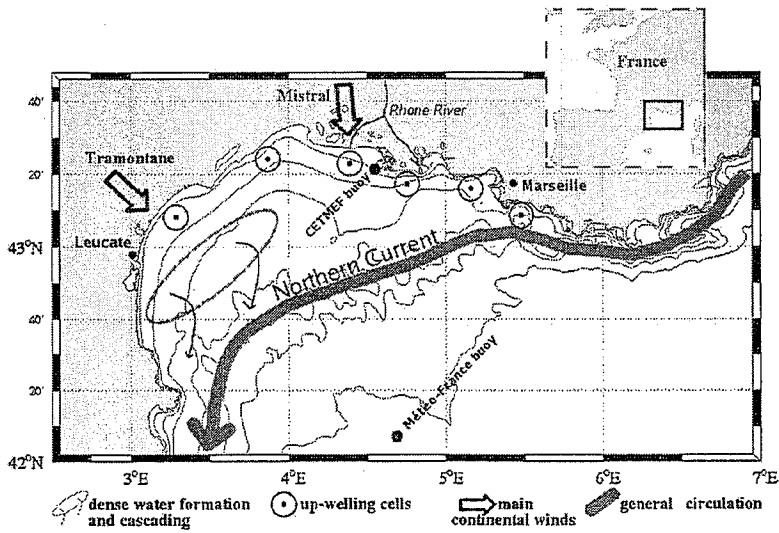 France
Mistral
Rhone River
Tramontane
CETMEF buoy
Marseille
Leucate
Northern Current
Météo-France buoy
40'
20'
43°N
40'
20'
42°N
3°E
4°E
5°E
6°E
7°E
dense water formation
and cascading
up-welling cells
main
continental winds
general circulation